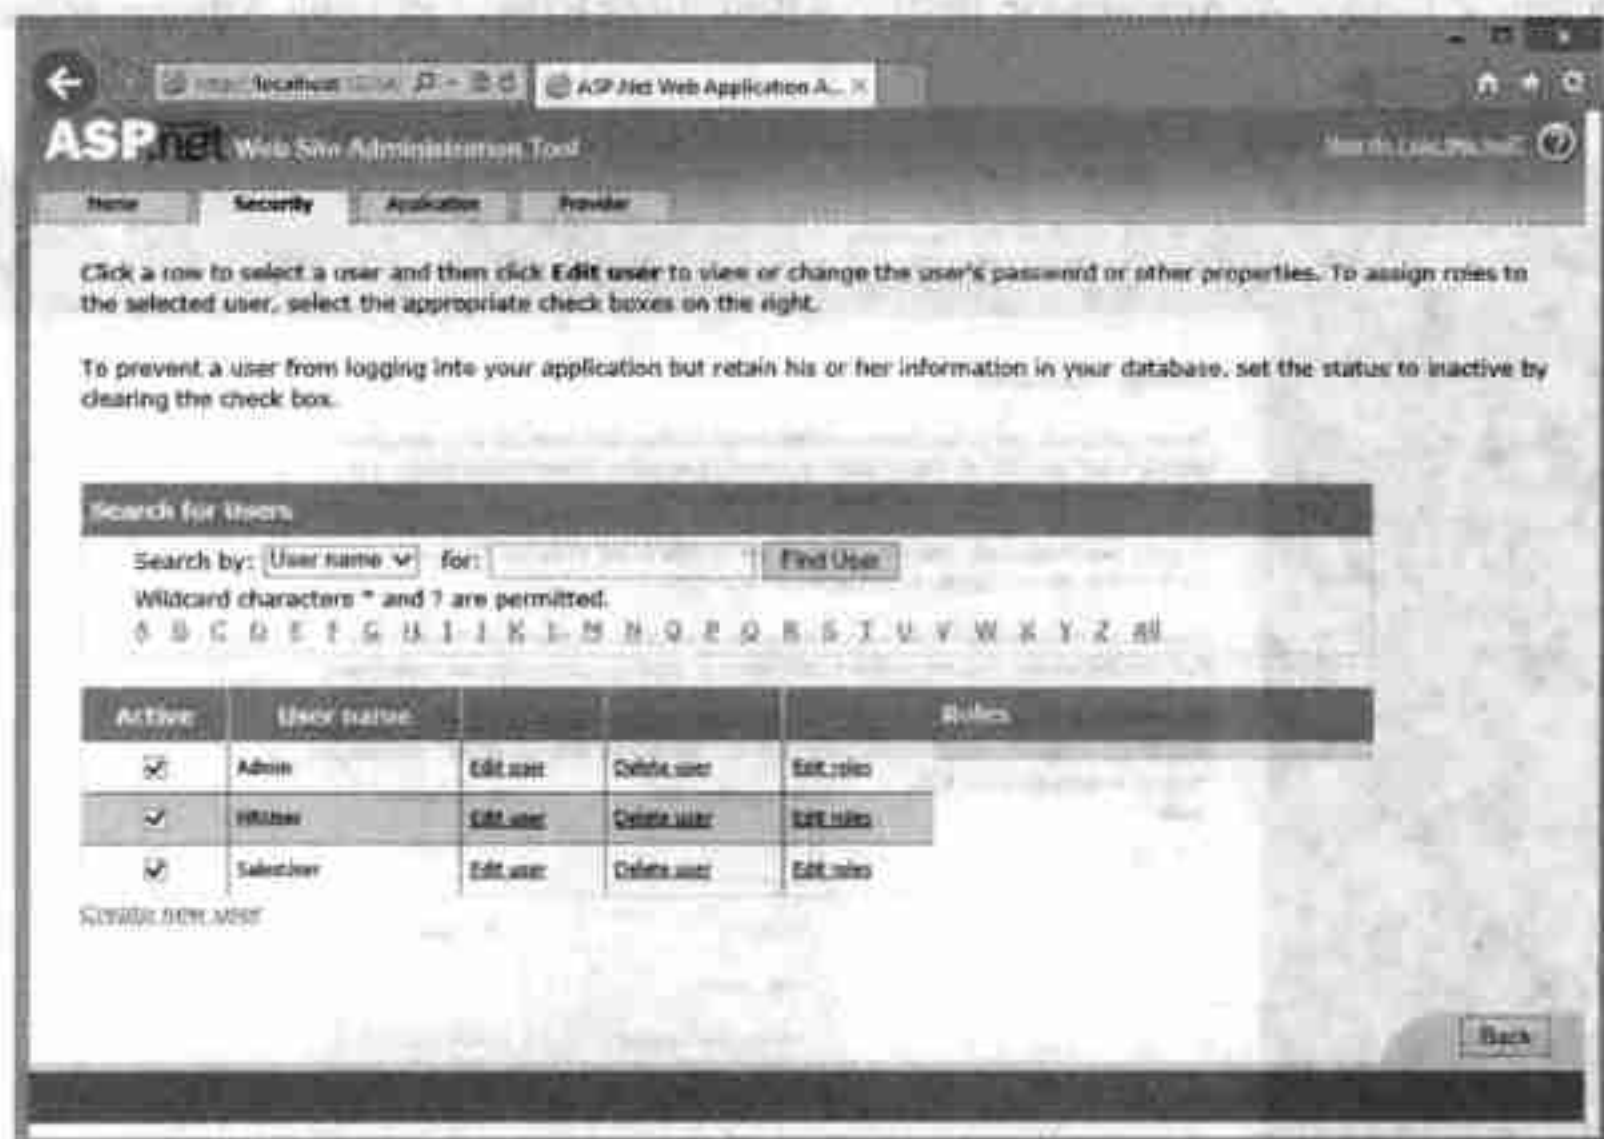 localhost
ASP.Net Web Application A...
ASP.net Web Site Administration Tool
Home Security Application Provider
Click a row to select a user and then click Edit user to view or change the user's password or other properties. To assign roles to
the selected user, select the appropriate check boxes on the right.
To prevent a user from logging into your application but retain his or her information in your database, set the status to inactive by
clearing the check box.
Search for Users
Search by: User name for: Find User
Wildcard characters * and ? are permitted.
A B C D E F G H I J K L M N O P Q R S T U V W X Y Z All
Active User name Roles
Admin Edit user Delete user Edit roles
HRUser Edit user Delete user Edit roles
SalesUser Edit user Delete user Edit roles
Create new user
Back